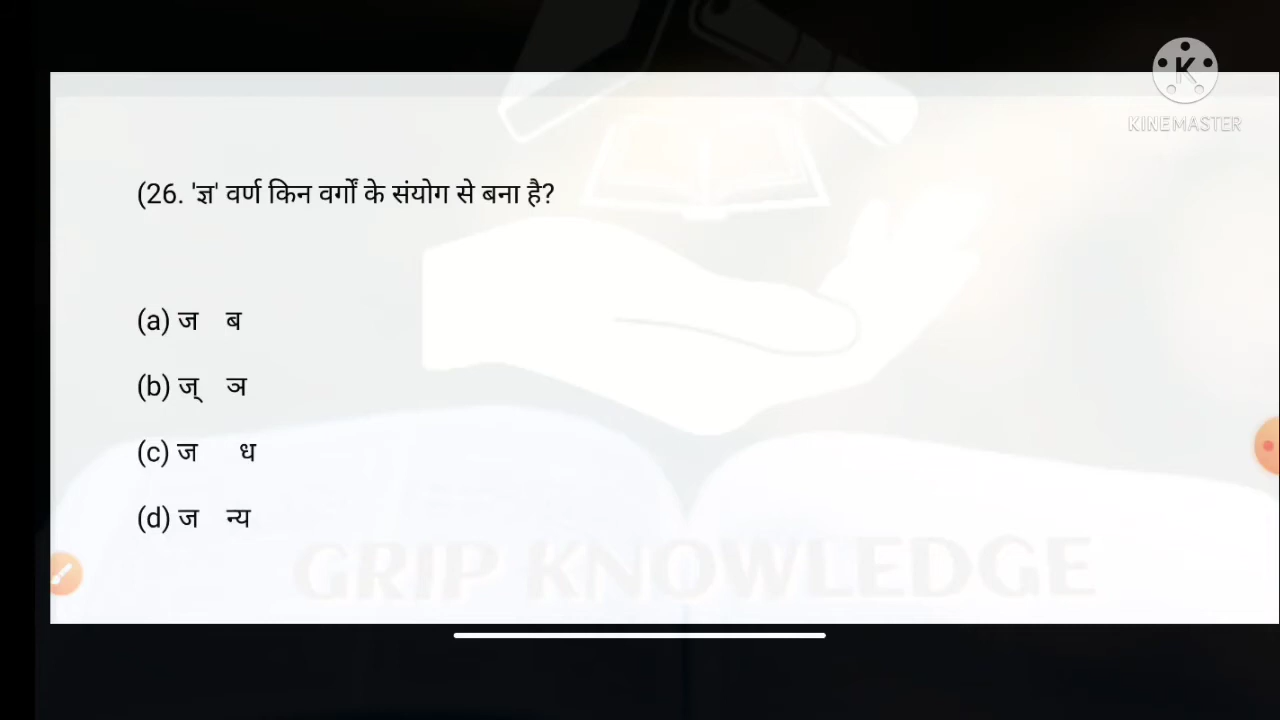 KINEMASTER
(26. 'ज्ञ' वर्ण किन वर्गों के संयोग से बना है?
(a) ज ब
(b) ज् ञ
(c) ज ध
(d) ज न्य
GRIP KNOWLEDGE